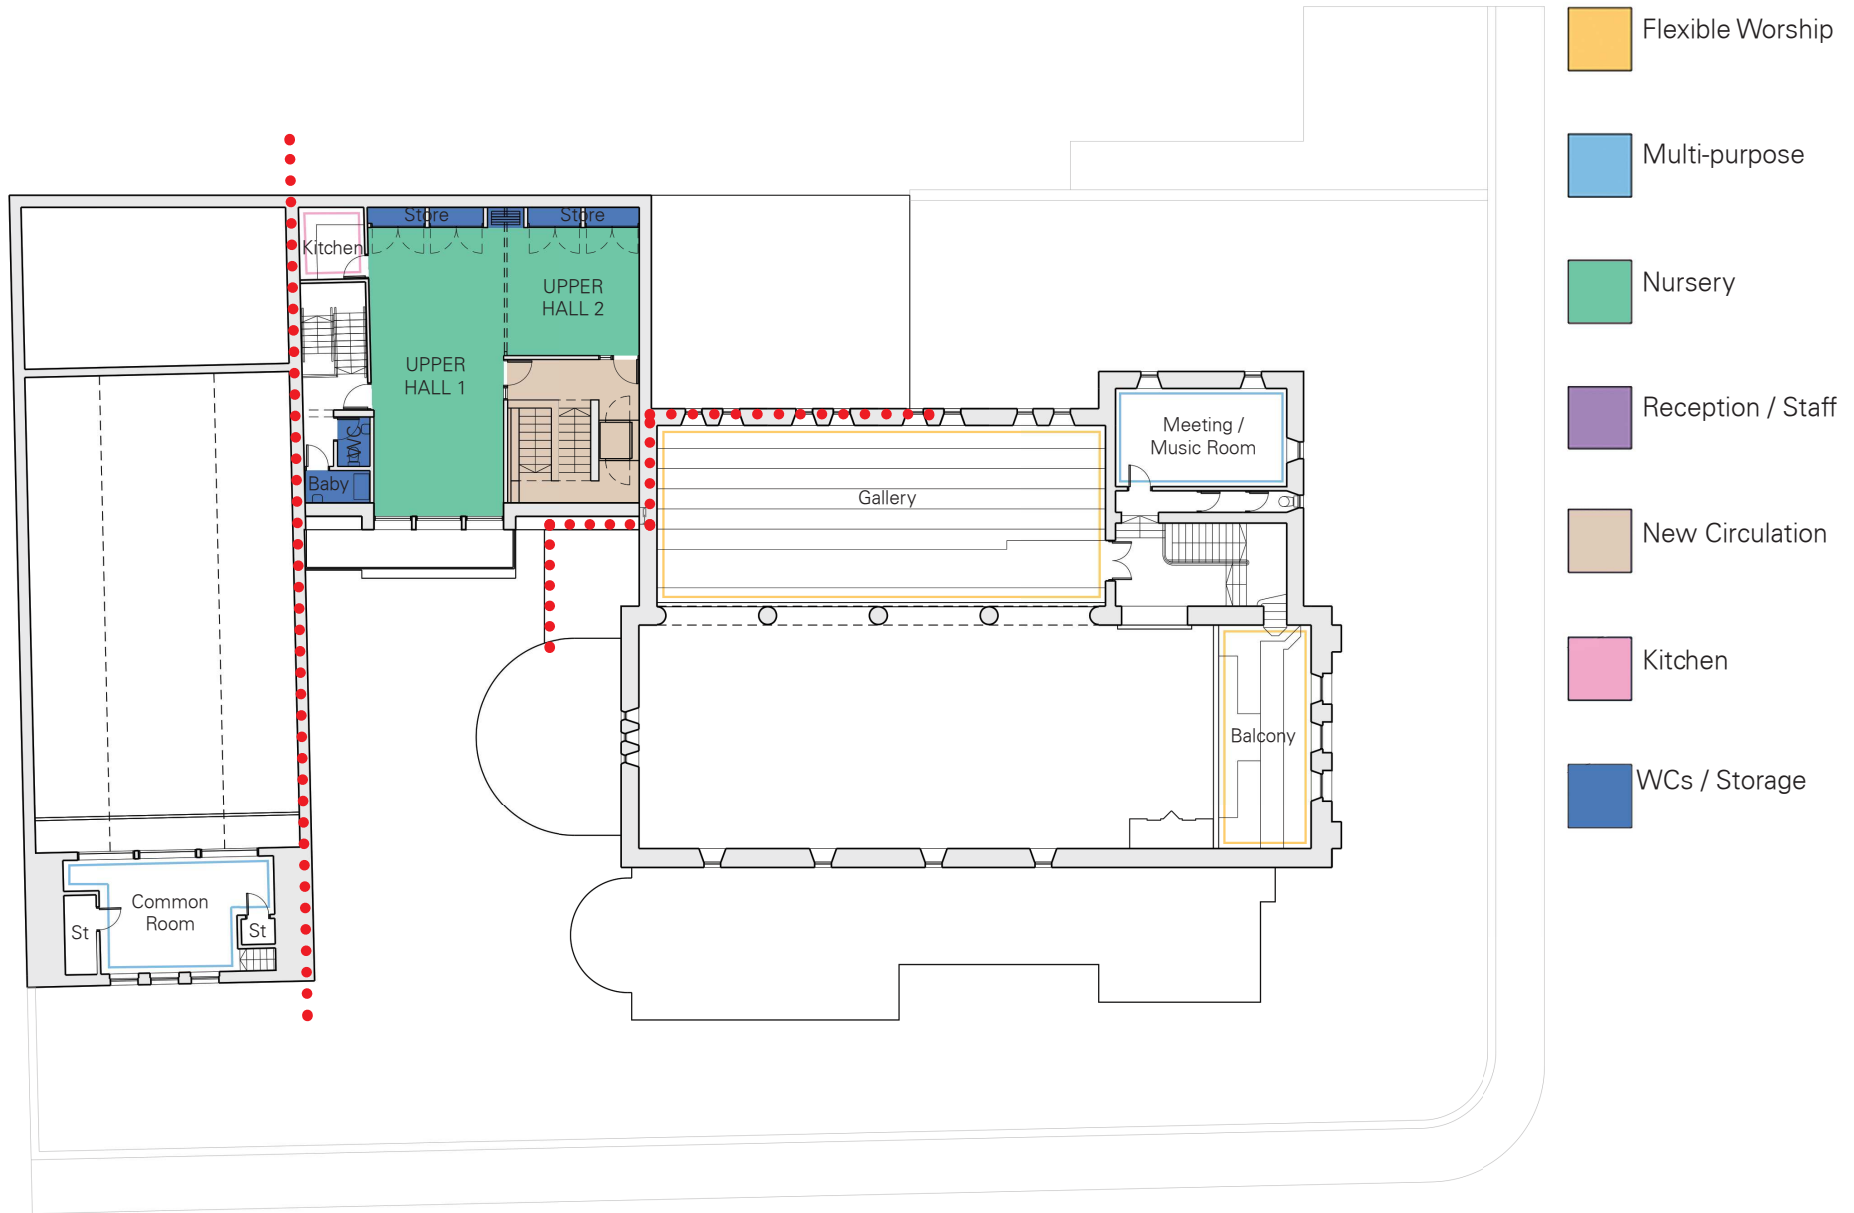 Store
Store
Kitchen
UPPER
HALL 2
UPPER
HALL 1
WC
Baby
Gallery
Meeting /
Music Room
Balcony
Common
Room
St
St
Flexible Worship
Multi-purpose
Nursery
Reception / Staff
New Circulation
Kitchen
WCs / Storage